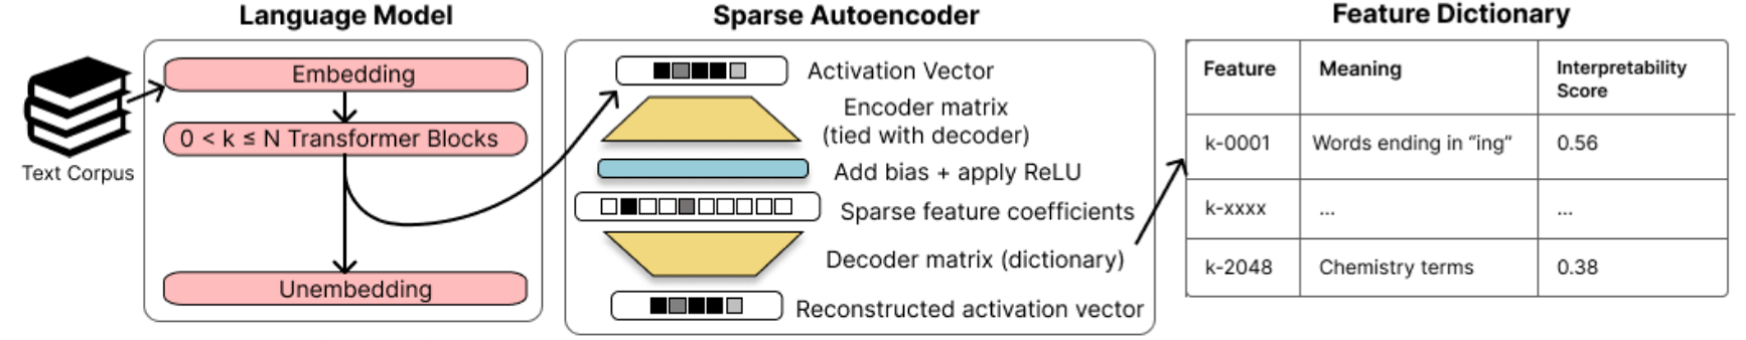 Language Model
Text Corpus
Embedding
0 < k ≤ N Transformer Blocks
Unembedding
Sparse Autoencoder
Activation Vector
Encoder matrix
(tied with decoder)
Add bias + apply ReLU
Sparse feature coefficients
Decoder matrix (dictionary)
Reconstructed activation vector
Feature Dictionary
Feature Meaning Interpretability
Score
k-0001 Words ending in “ing” 0.56
k-xxxx ... ...
k-2048 Chemistry terms 0.38